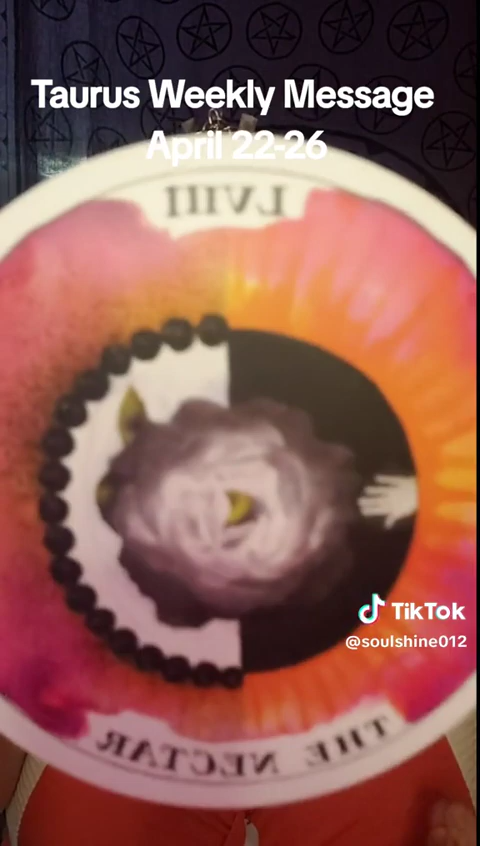 Taurus Weekly Message
April 22-26
LVIII
THE NECTAR
TikTok
@soulshine012